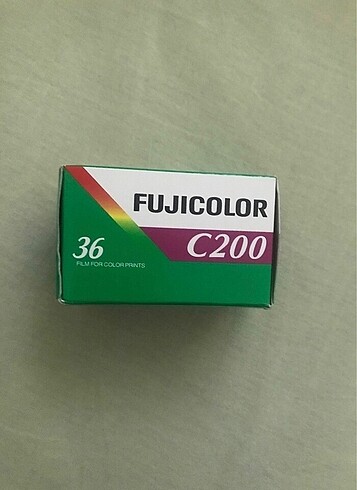 FUJICOLOR
C200
36
FILM FOR COLOR PRINTS